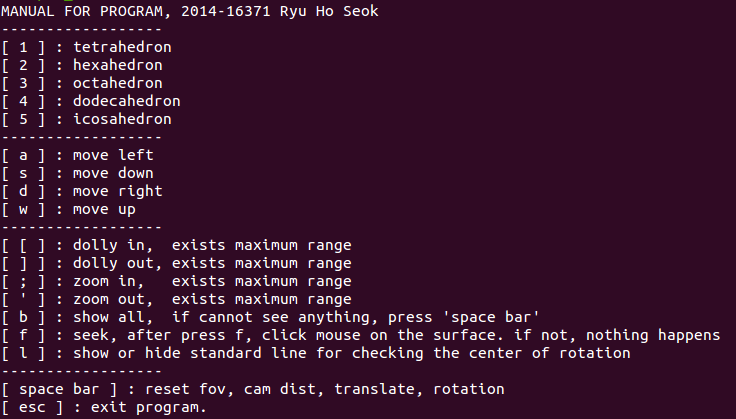 MANUAL FOR PROGRAM, 2014-16371 Ryu Ho Seok
------------------
[ 1 ] : tetrahedron
[ 2 ] : hexahedron
[ 3 ] : octahedron
[ 4 ] : dodecahedron
[ 5 ] : icosahedron
------------------
[ a ] : move left
[ s ] : move down
[ d ] : move right
[ w ] : move up
------------------
[ [ ] : dolly in,  exists maximum range
[ ] ] : dolly out, exists maximum range
[ ; ] : zoom in,   exists maximum range
[ ' ] : zoom out,  exists maximum range
[ b ] : show all,  if cannot see anything, press 'space bar'
[ f ] : seek, after press f, click mouse on the surface. if not, nothing happens
[ l ] : show or hide standard line for checking the center of rotation
------------------
[ space bar ] : reset fov, cam dist, translate, rotation
[ esc ] : exit program.